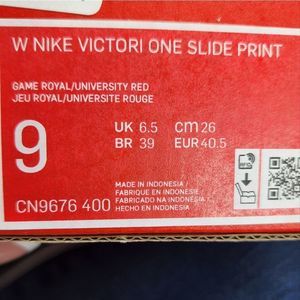 W NIKE VICTORI ONE SLIDE PRINT
GAME ROYAL/UNIVERSITY RED
JEU ROYAL/UNIVERSITE ROUGE
9
UK 6.5 cm 26
BR 39 EUR 40.5
CN9676 400
MADE IN INDONESIA /
FABRIQUÉ EN INDONESIE /
FABRICADO NA INDONÉSIA /
HECHO EN INDONESIA